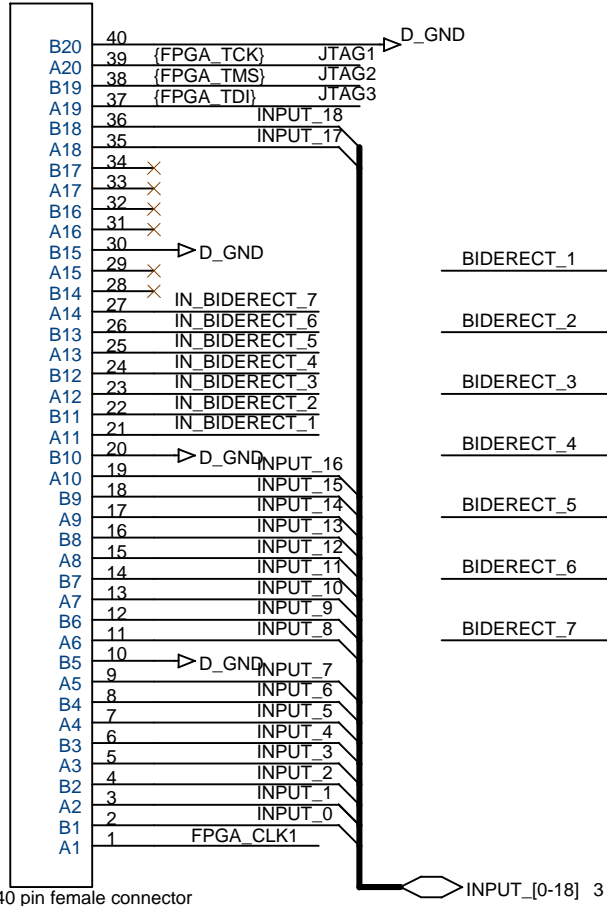 B20 40 D_GND
A20 39 {FPGA_TCK} JTAG1
B19 38 {FPGA_TMS} JTAG2
A19 37 {FPGA_TDI} JTAG3
B18 36 INPUT_18
A18 35 INPUT_17
B17 34
A17 33
B16 32
A16 31
B15 30 D_GND
A15 29
B14 28
A14 27 IN_BIDERECT_7
B13 26 IN_BIDERECT_6
A13 25 IN_BIDERECT_5
B12 24 IN_BIDERECT_4
A12 23 IN_BIDERECT_3
B11 22 IN_BIDERECT_2
A11 21 IN_BIDERECT_1
B10 20 D_GND
A10 19 INPUT_16
B9 18 INPUT_15
A9 17 INPUT_14
B8 16 INPUT_13
A8 15 INPUT_12
B7 14 INPUT_11
A7 13 INPUT_10
B6 12 INPUT_9
A6 11 INPUT_8
B5 10 D_GND
A5 9 INPUT_7
B4 8 INPUT_6
A4 7 INPUT_5
B3 6 INPUT_4
A3 5 INPUT_3
B2 4 INPUT_2
A2 3 INPUT_1
B1 2 INPUT_0
A1 1 FPGA_CLK1
40 pin female connector
INPUT_[0-18] 3
BIDERECT_1
BIDERECT_2
BIDERECT_3
BIDERECT_4
BIDERECT_5
BIDERECT_6
BIDERECT_7